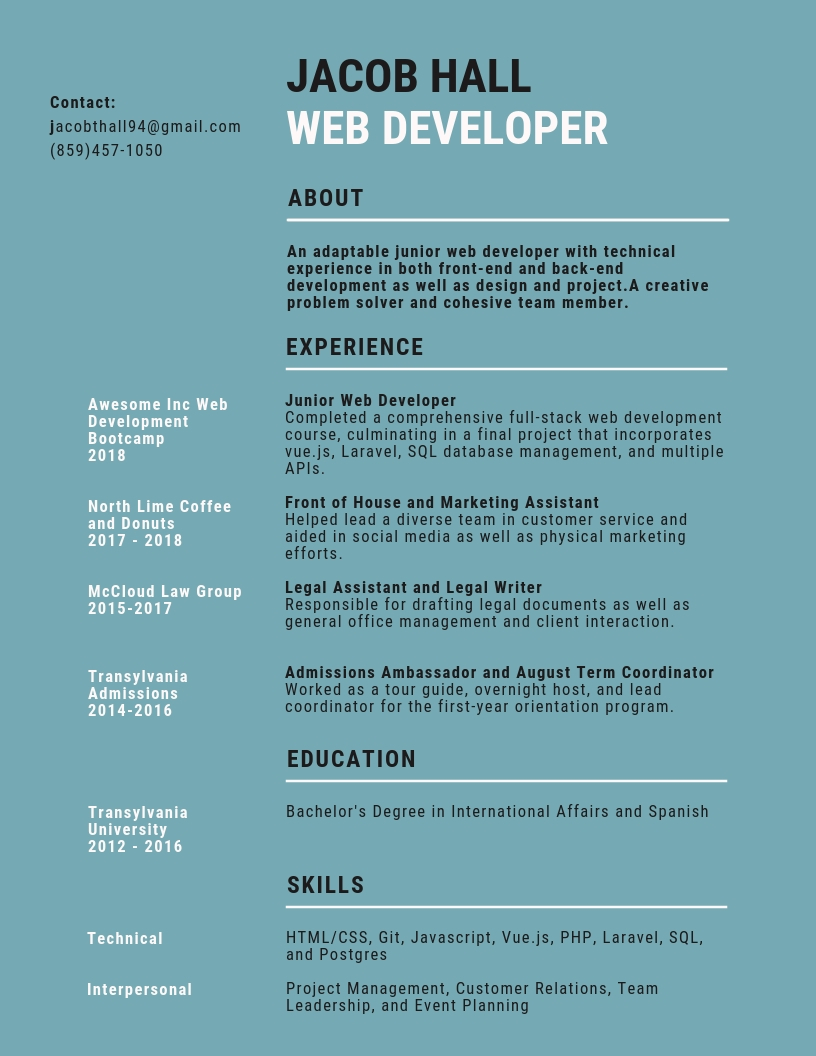 JACOB HALL
WEB DEVELOPER
Contact:
jacobthall94@gmail.com
(859)457-1050
ABOUT
An adaptable junior web developer with technical
experience in both front-end and back-end
development as well as design and project.A creative
problem solver and cohesive team member.
EXPERIENCE
Awesome Inc Web
Development
Bootcamp
2018
Junior Web Developer
Completed a comprehensive full-stack web development
course, culminating in a final project that incorporates
vue.js, Laravel, SQL database management, and multiple
APIs.
North Lime Coffee
and Donuts
2017 - 2018
Front of House and Marketing Assistant
Helped lead a diverse team in customer service and
aided in social media as well as physical marketing
efforts.
McCloud Law Group
2015-2017
Legal Assistant and Legal Writer
Responsible for drafting legal documents as well as
general office management and client interaction.
Transylvania
Admissions
2014-2016
Admissions Ambassador and August Term Coordinator
Worked as a tour guide, overnight host, and lead
coordinator for the first-year orientation program.
EDUCATION
Transylvania
University
2012 - 2016
Bachelor's Degree in International Affairs and Spanish
SKILLS
Technical
HTML/CSS, Git, Javascript, Vue.js, PHP, Laravel, SQL,
and Postgres
Interpersonal
Project Management, Customer Relations, Team
Leadership, and Event Planning